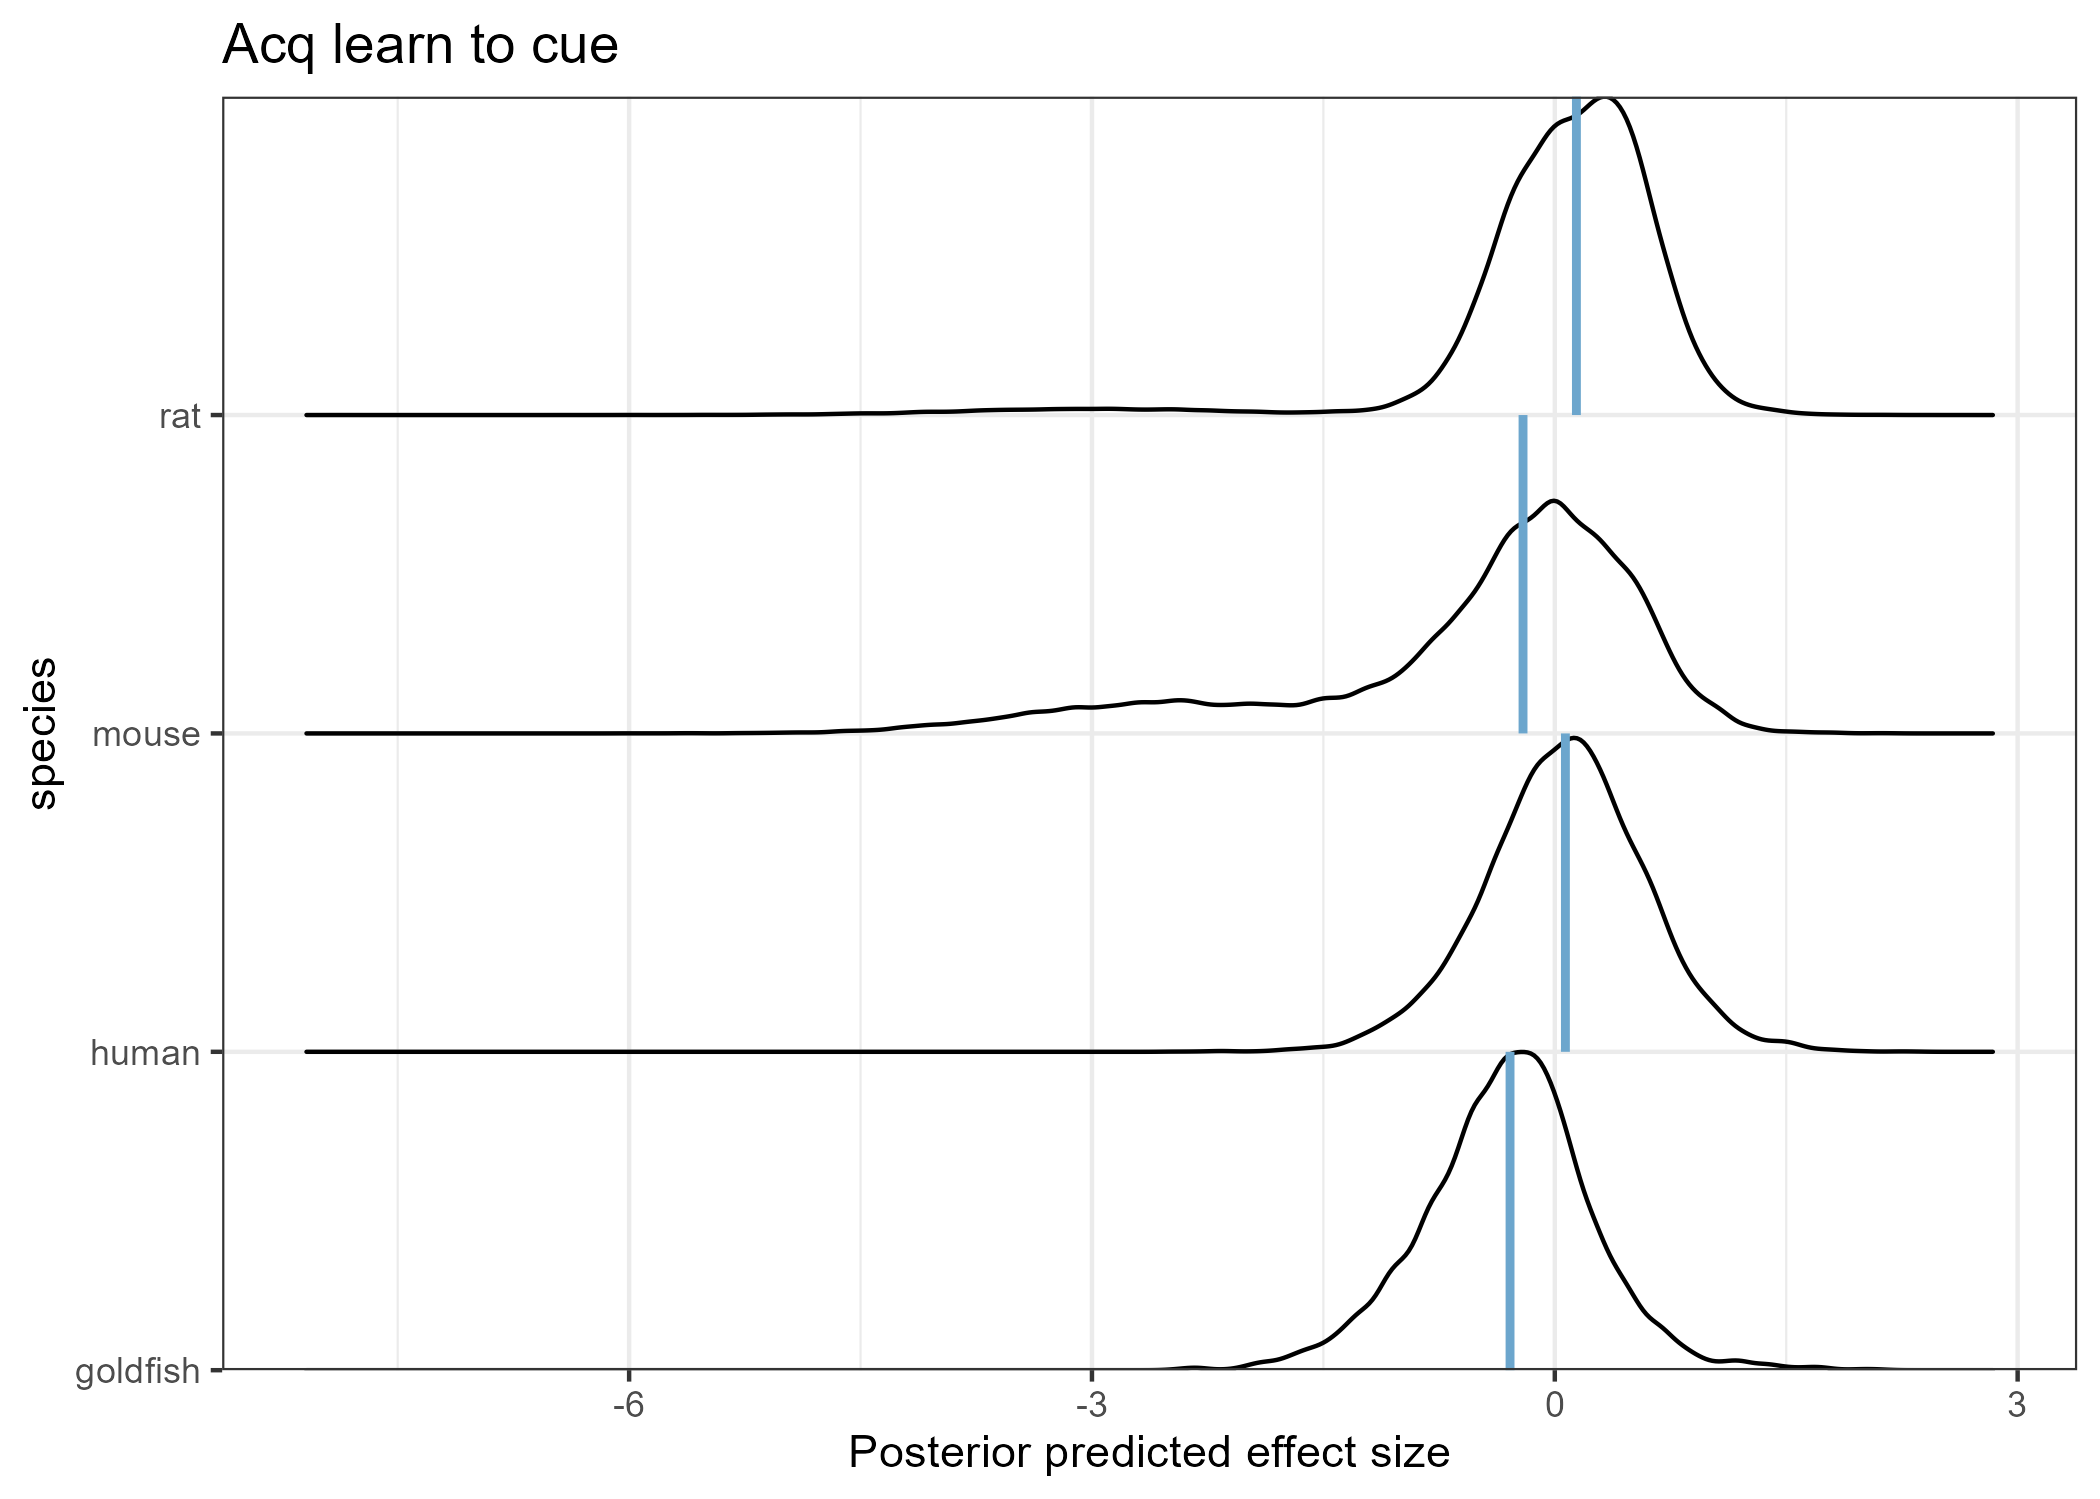 Acq learn to cue
species
rat
mouse
human
goldfish
-6 -3 0 3
Posterior predicted effect size